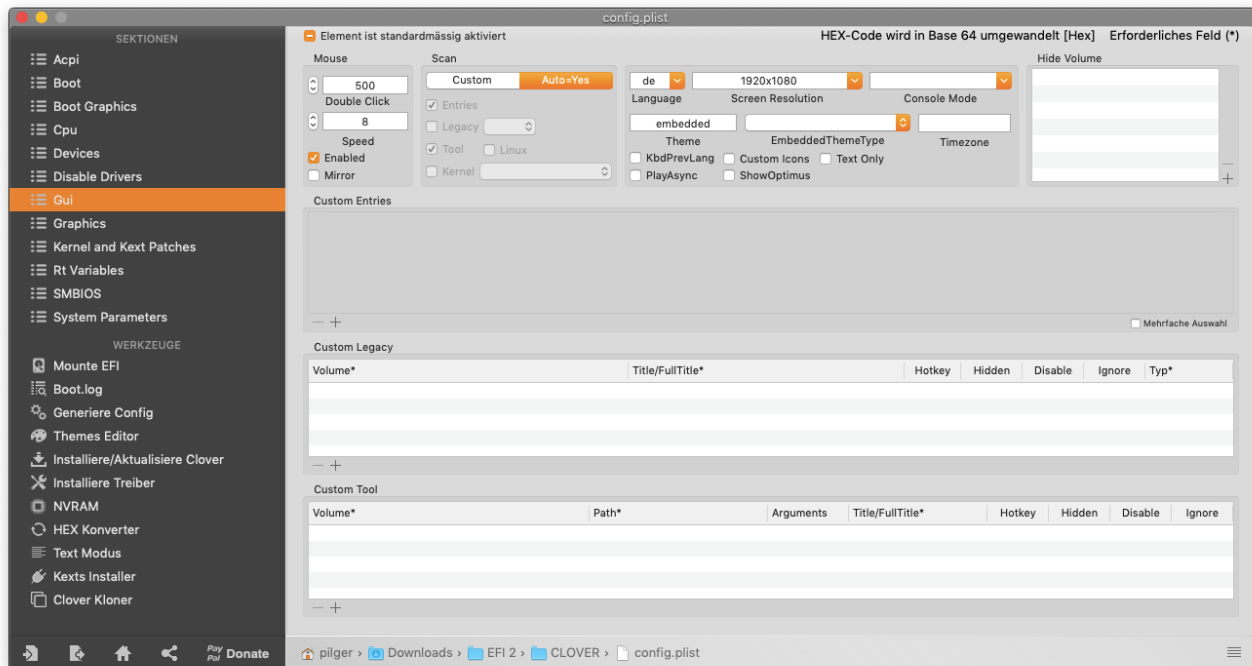 config.plist
SEKTIONEN
Acpi
Boot
Boot Graphics
Cpu
Devices
Disable Drivers
Gui
Graphics
Kernel and Kext Patches
Rt Variables
SMBIOS
System Parameters
WERKZEUGE
Mounte EFI
Boot.log
Generiere Config
Themes Editor
Installiere/Aktualisiere Clover
Installiere Treiber
NVRAM
HEX Konverter
Text Modus
Kexts Installer
Clover Kloner
Pay Pal Donate
Element ist standardmässig aktiviert
HEX-Code wird in Base 64 umgewandelt [Hex] Erforderliches Feld (*)
Mouse
500
Double Click
8
Speed
Enabled
Mirror
Scan
Custom Auto=Yes
Entries
Legacy
Tool Linux
Kernel
de 1920x1080
Language Screen Resolution Console Mode
embedded
Theme EmbeddedThemeType Timezone
KbdPrevLang Custom Icons Text Only
PlayAsync ShowOptimus
Hide Volume
Custom Entries
Mehrfache Auswahl
Custom Legacy
Volume* Title/FullTitle* Hotkey Hidden Disable Ignore Typ*
Custom Tool
Volume* Path* Arguments Title/FullTitle* Hotkey Hidden Disable Ignore
pilger › Downloads › EFI 2 › CLOVER › config.plist